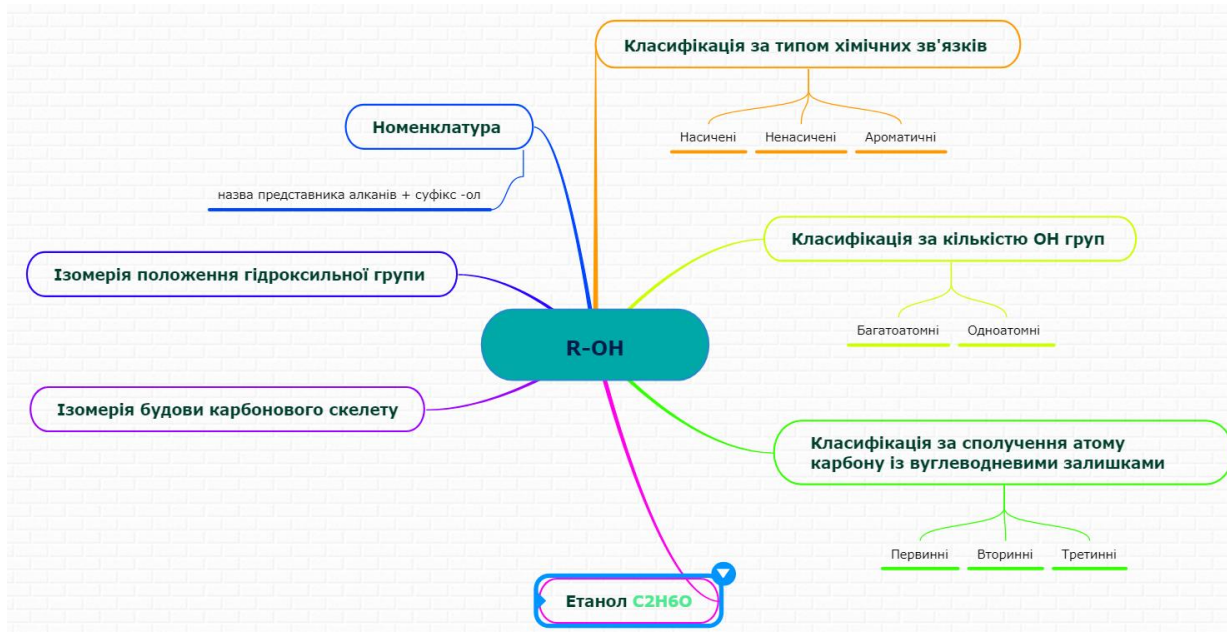 Класифікація за типом хімічних зв'язків
Насичені
Ненасичені
Ароматичні
Номенклатура
назва представника алканів + суфікс -ол
Класифікація за кількістю ОН груп
Багатоатомні
Одноатомні
Ізомерія положення гідроксильної групи
R-OH
Ізомерія будови карбонового скелету
Класифікація за сполучення атому
карбону із вуглеводневими залишками
Первинні
Вторинні
Третинні
Етанол C2H6O